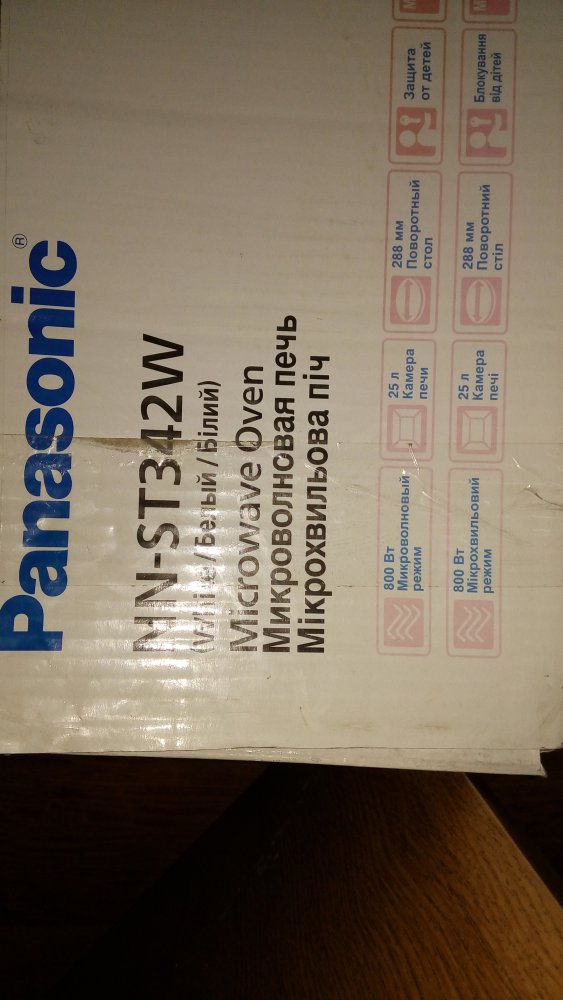 Panasonic®
NN-ST342W
(White / Белый / Білий)
Microwave Oven
Микроволновая печь
Мікрохвильова піч
800 Вт
Микроволновый
режим
25 л
Камера
печи
288 мм
Поворотный
стол
Защита
от детей
800 Вт
Мікрохвильовий
режим
25 л
Камера
печі
288 мм
Поворотний
стіл
Блокування
від дітей